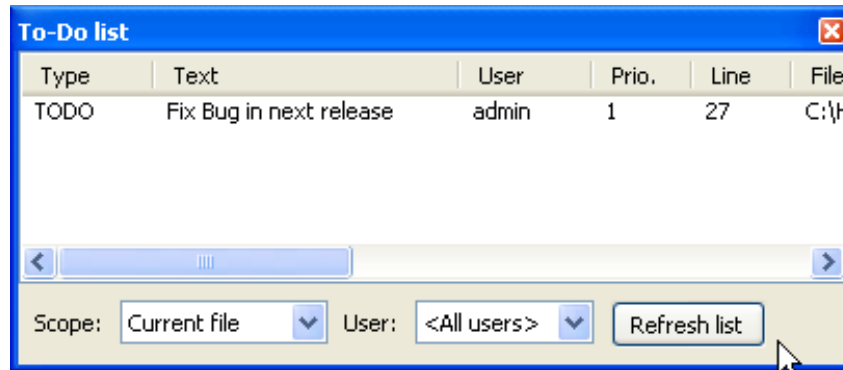 To-Do list
Type Text User Prio. Line File
TODO Fix Bug in next release admin 1 27 C:\H
Scope: Current file User: <All users> Refresh list